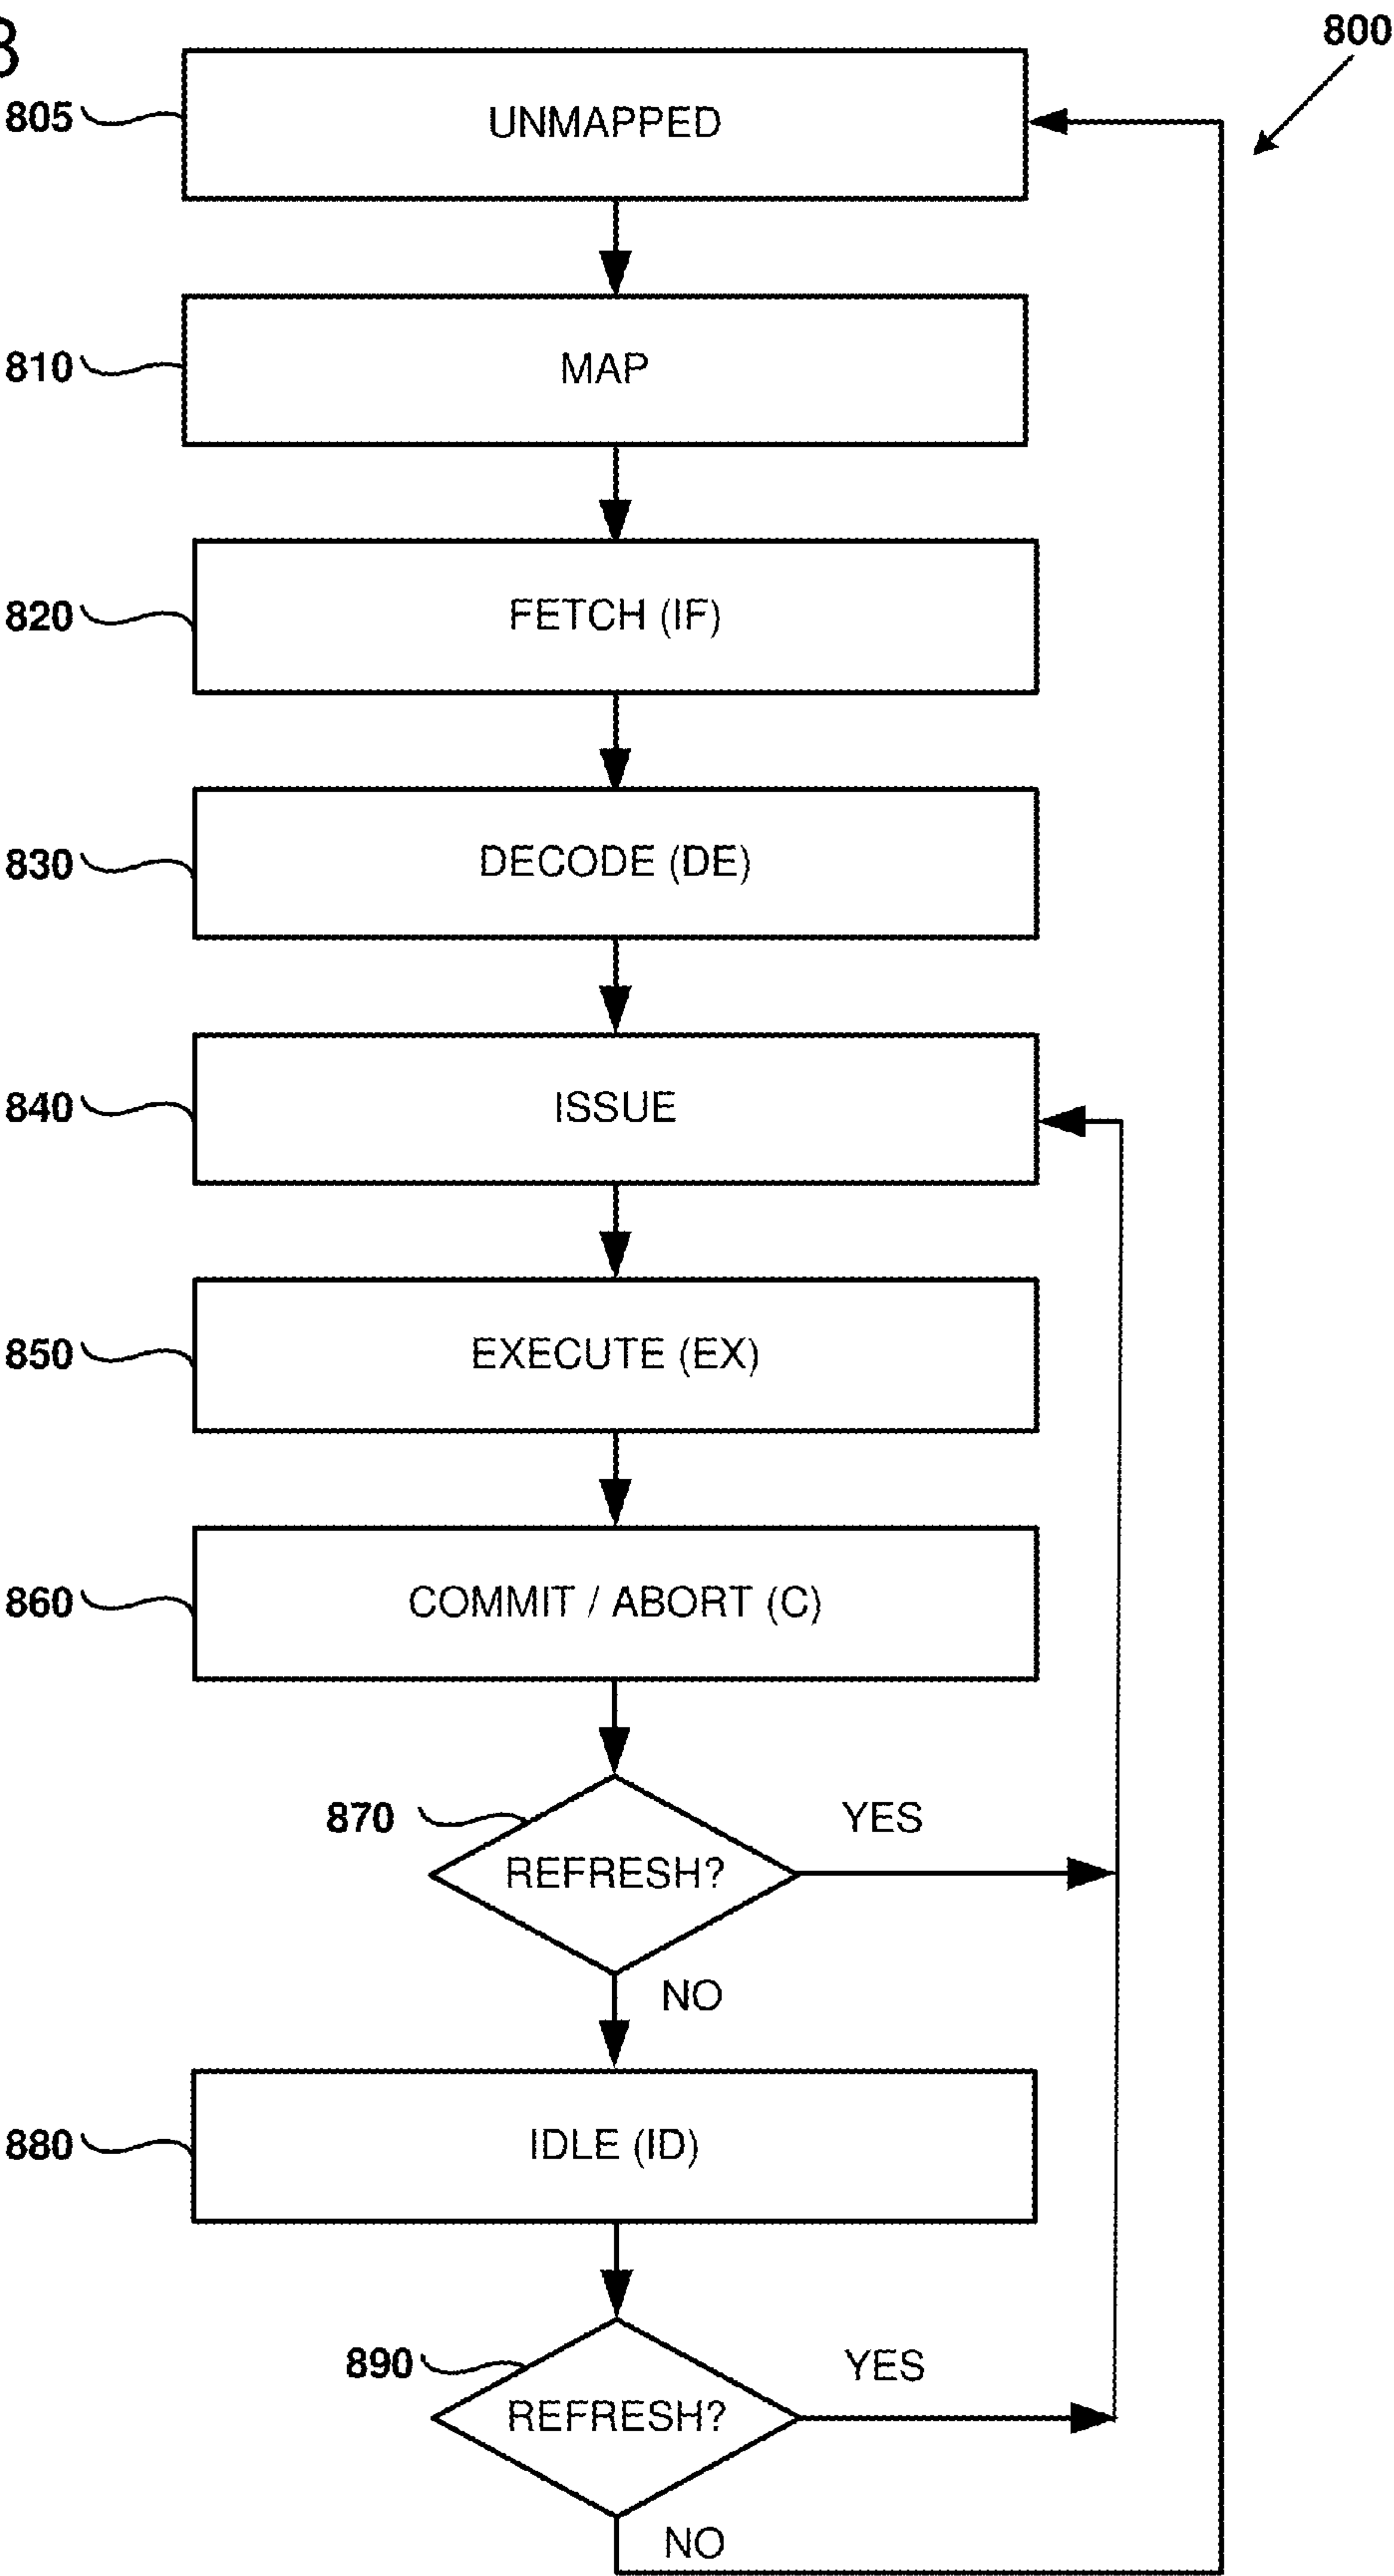 800
805 UNMAPPED
810 MAP
820 FETCH (IF)
830 DECODE (DE)
840 ISSUE
850 EXECUTE (EX)
860 COMMIT / ABORT (C)
870 YES
REFRESH?
NO
880 IDLE (ID)
890 YES
REFRESH?
NO